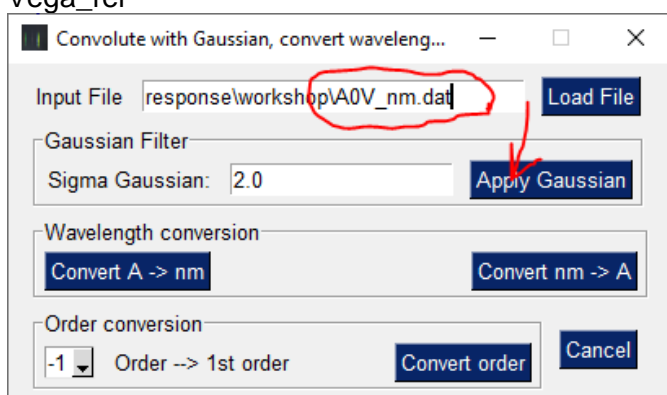 Vega_ref
Convolute with Gaussian, convert waveleng...
Input File response\workshop\A0V_nm.dat Load File
Gaussian Filter
Sigma Gaussian: 2.0 Apply Gaussian
Wavelength conversion
Convert A -> nm Convert nm -> A
Order conversion
-1 Order --> 1st order Convert order Cancel